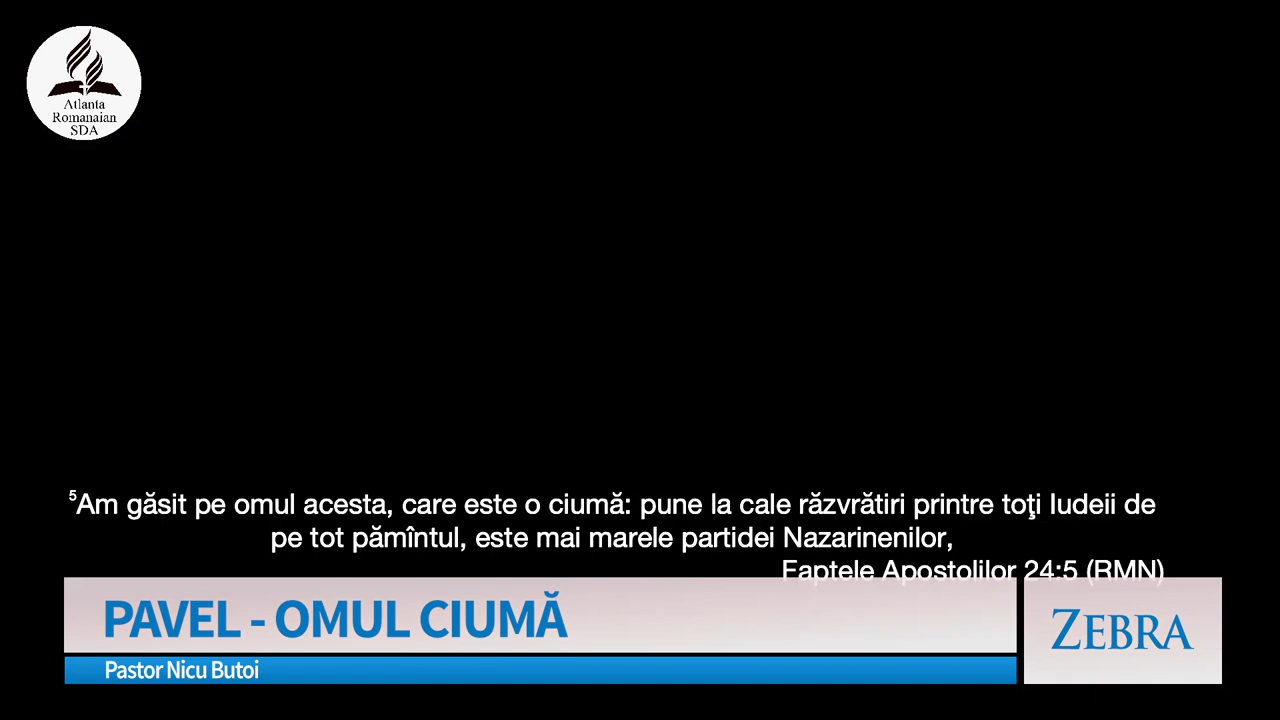 Atlanta
Romanaian
SDA
⁵Am găsit pe omul acesta, care este o ciumă: pune la cale răzvrătiri printre toţi Iudeii de
pe tot pămîntul, este mai marele partidei Nazarinenilor,
Faptele Apostolilor 24:5 (RMN)
PAVEL - OMUL CIUMĂ
ZEBRA
Pastor Nicu Butoi